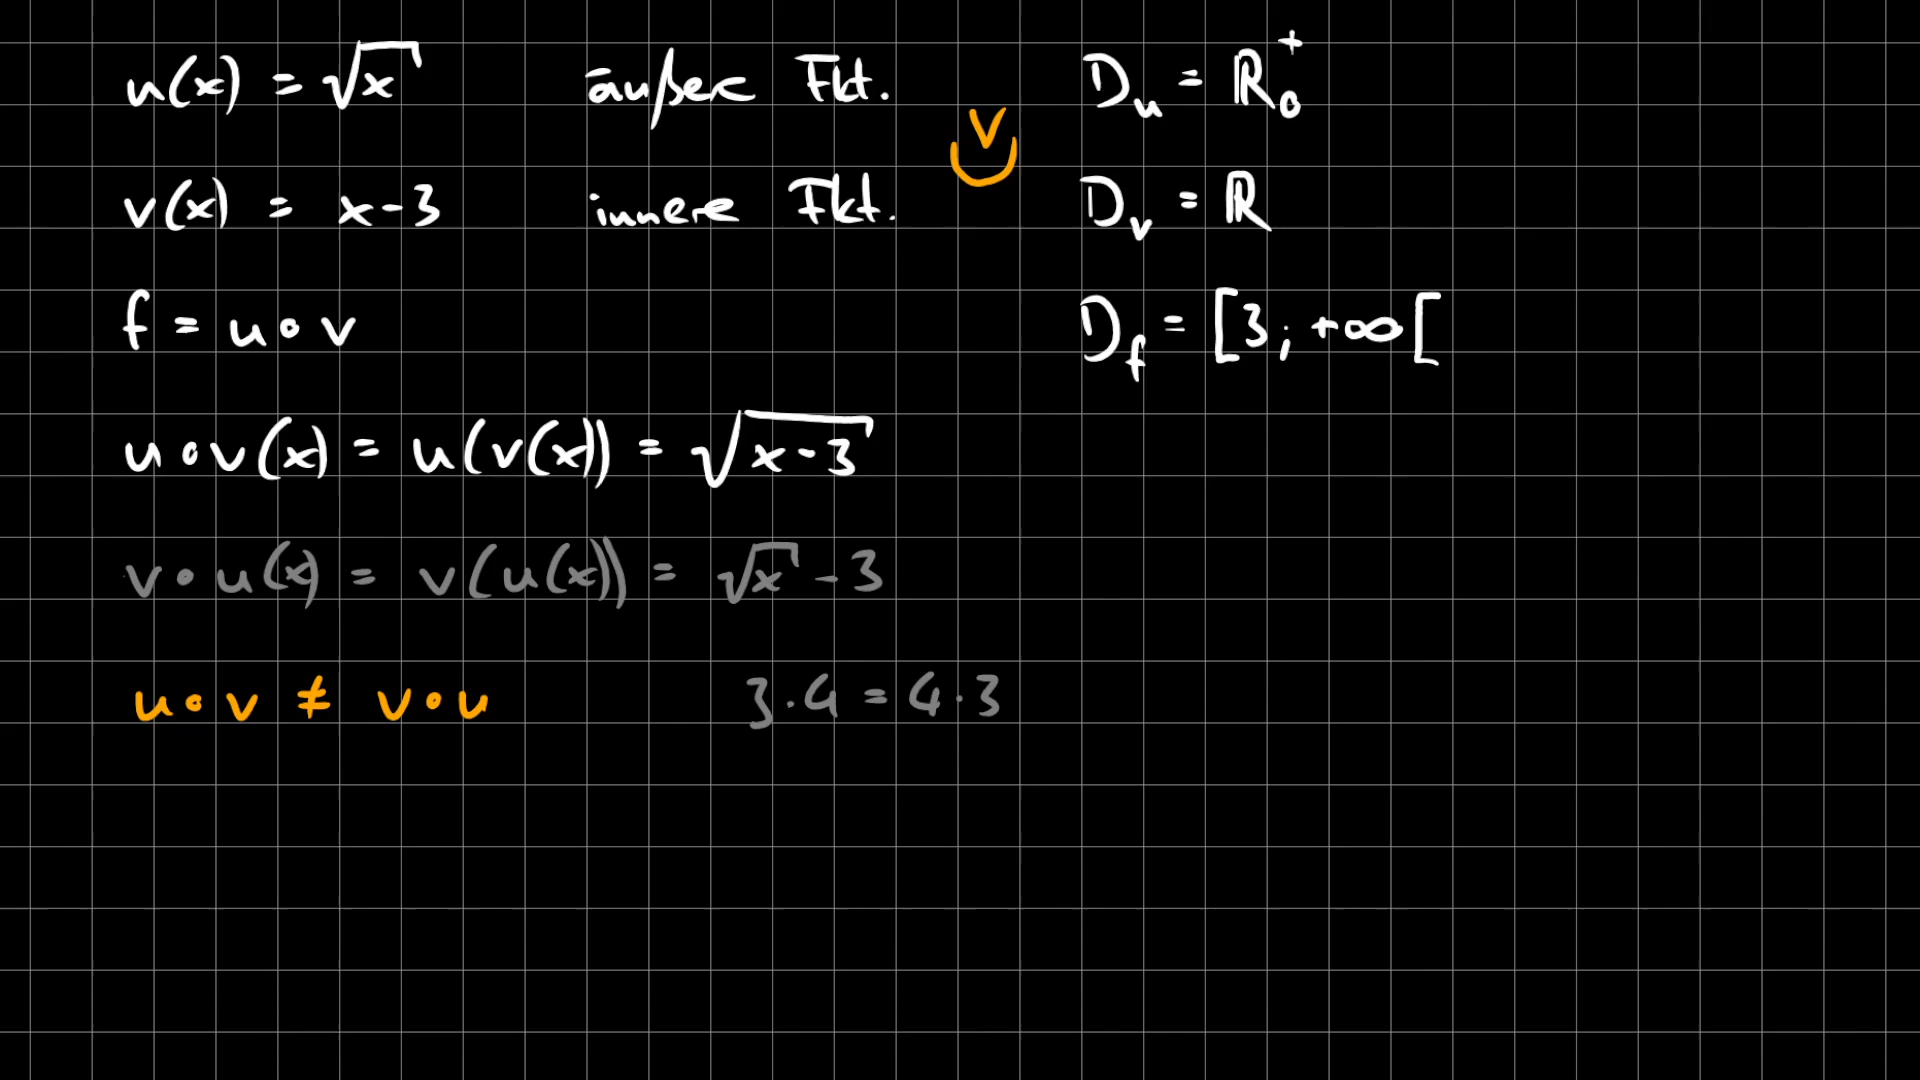 u(x) = √x äußere Fkt. D_u = ℝ₀⁺
v
v(x) = x-3 innere Fkt. D_v = ℝ
f = u∘v D_f = [3; +∞[
u∘v(x) = u(v(x)) = √(x-3)
v∘u(x) = v(u(x)) = √x - 3
u∘v ≠ v∘u 3·4 = 4·3